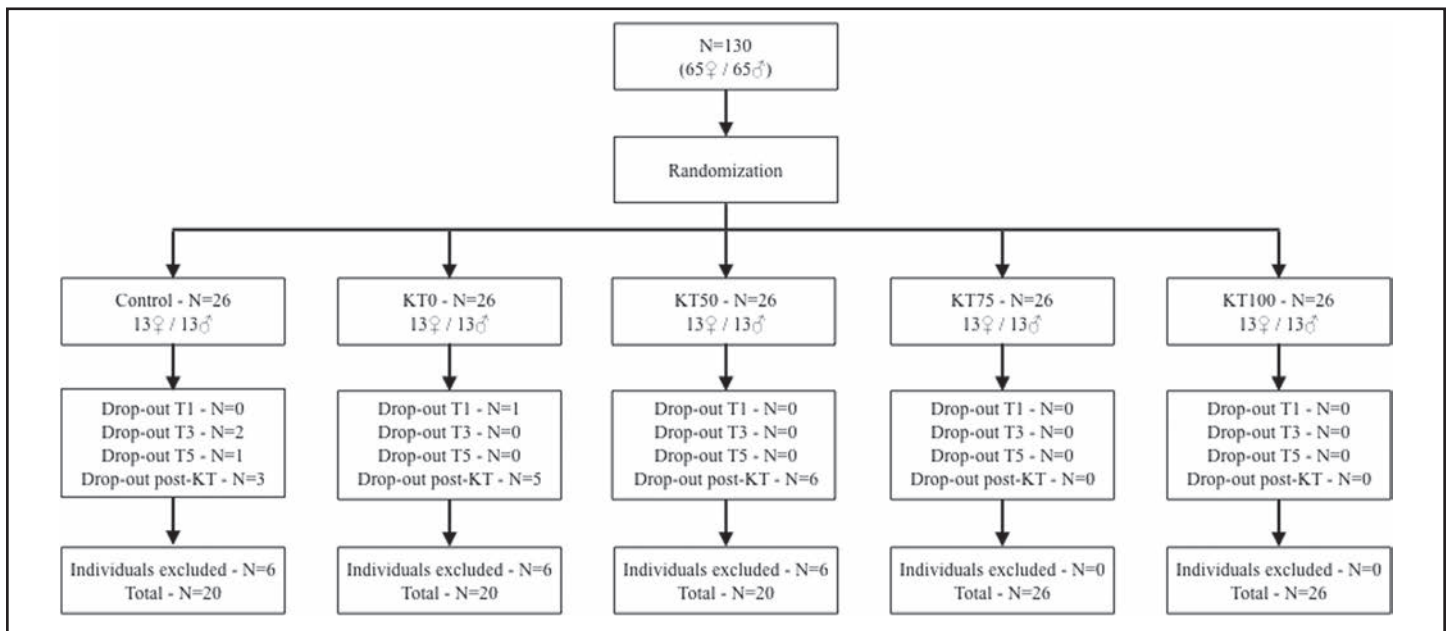 N=130
(65♀ / 65♂)
Randomization
Control - N=26
13♀ / 13♂
KT0 - N=26
13♀ / 13♂
KT50 - N=26
13♀ / 13♂
KT75 - N=26
13♀ / 13♂
KT100 - N=26
13♀ / 13♂
Drop-out T1 - N=0
Drop-out T3 - N=2
Drop-out T5 - N=1
Drop-out post-KT - N=3
Drop-out T1 - N=1
Drop-out T3 - N=0
Drop-out T5 - N=0
Drop-out post-KT - N=5
Drop-out T1 - N=0
Drop-out T3 - N=0
Drop-out T5 - N=0
Drop-out post-KT - N=6
Drop-out T1 - N=0
Drop-out T3 - N=0
Drop-out T5 - N=0
Drop-out post-KT - N=0
Drop-out T1 - N=0
Drop-out T3 - N=0
Drop-out T5 - N=0
Drop-out post-KT - N=0
Individuals excluded - N=6
Total - N=20
Individuals excluded - N=6
Total - N=20
Individuals excluded - N=6
Total - N=20
Individuals excluded - N=0
Total - N=26
Individuals excluded - N=0
Total - N=26